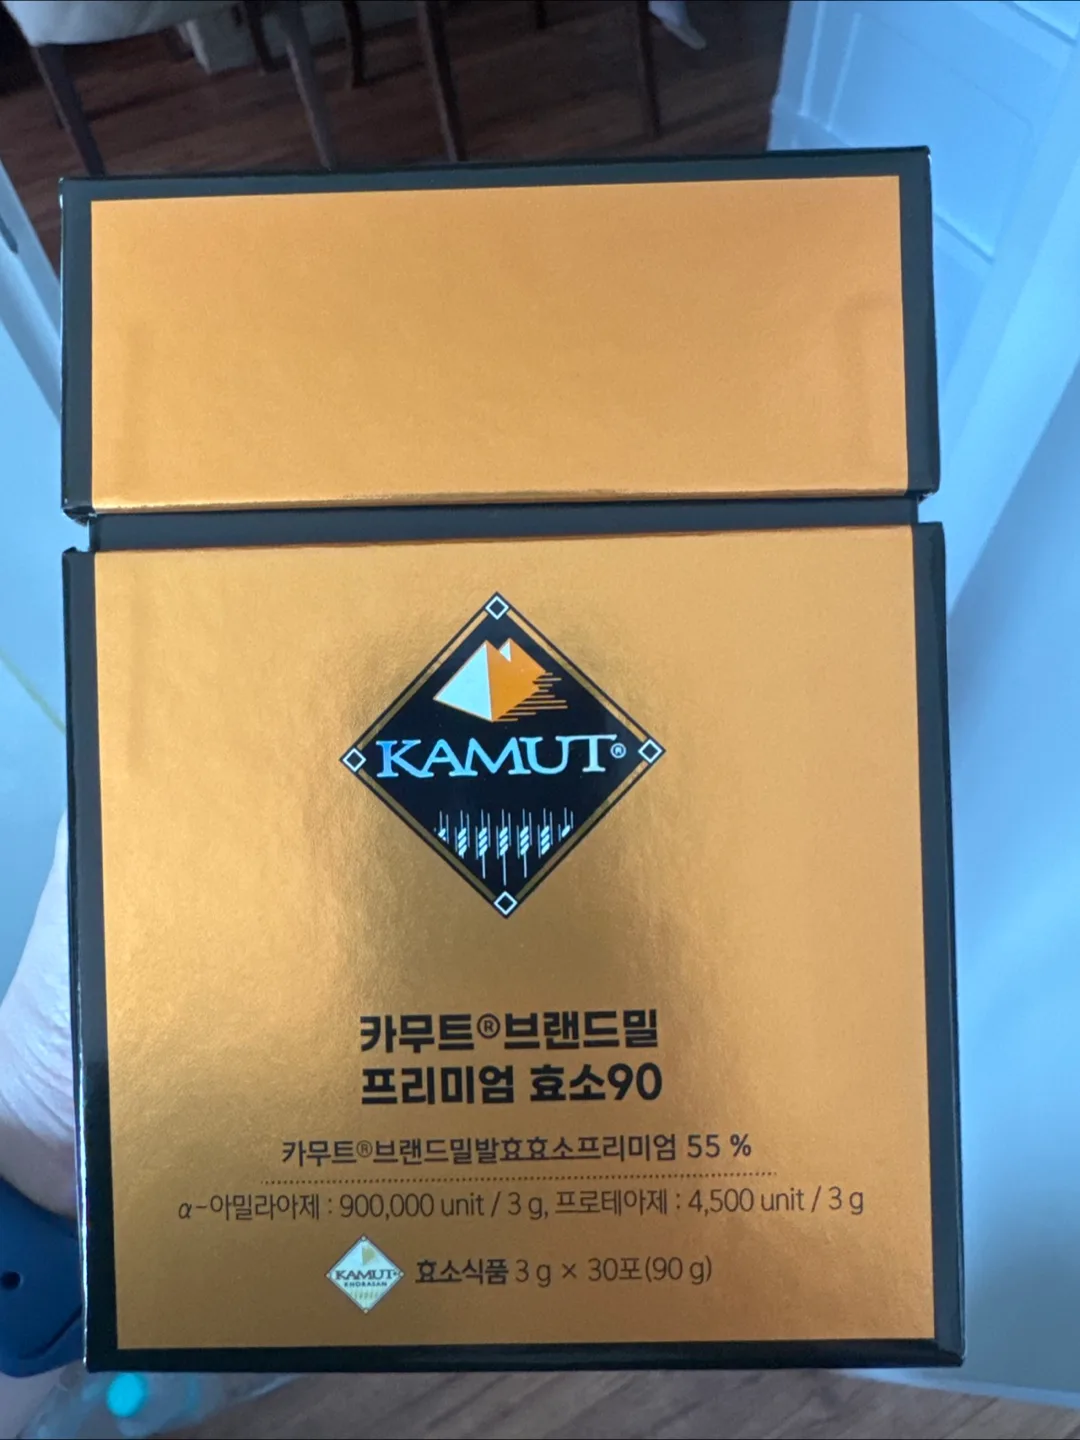 KAMUT®
카무트®브랜드밀
프리미엄 효소90
카무트®브랜드밀발효효소프리미엄 55 %
α-아밀라아제 : 900,000 unit / 3 g, 프로테아제 : 4,500 unit / 3 g
KAMUT®
KHORASAN
효소식품 3 g × 30포(90 g)